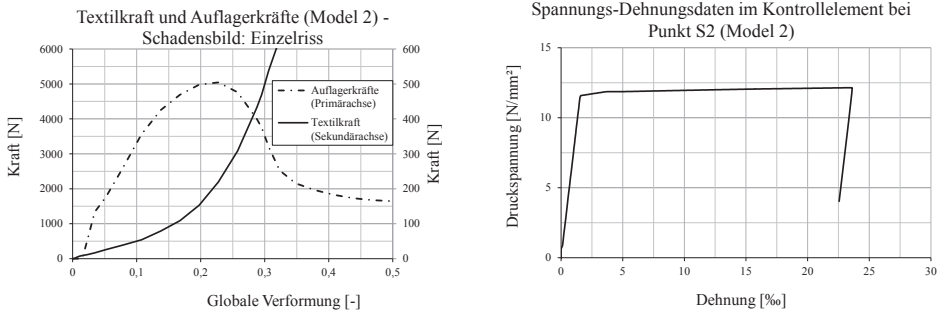 Textilkraft und Auflagerkräfte (Model 2) -
Schadensbild: Einzelriss
6000
5000
4000
3000
2000
1000
0
Kraft [N]
600
500
400
300
200
100
0
Kraft [N]
Auflagerkräfte
(Primärachse)
Textilkraft
(Sekundärachse)
0
0,1
0,2
0,3
0,4
0,5
Globale Verformung [-]
Spannungs-Dehnungsdaten im Kontrollelement bei
Punkt S2 (Model 2)
15
10
5
0
Druckspannung [N/mm²]
0
5
10
15
20
25
30
Dehnung [‰]